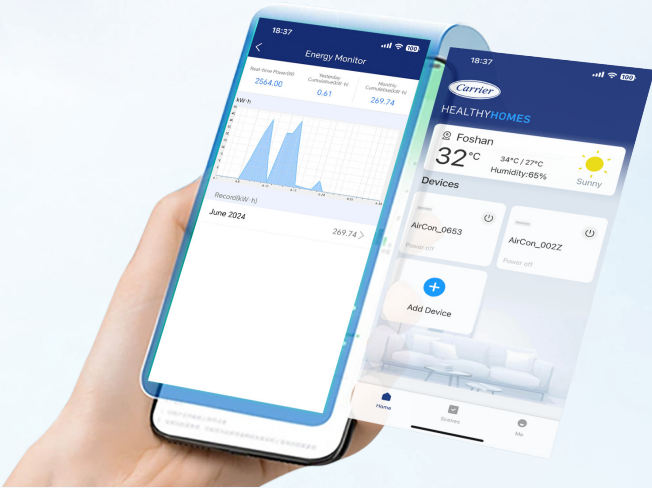 18:37
100
Energy Monitor
Real-time Power(W)
2564.00
Yesterday
Cumulative(kW·h)
0.61
Monthly
Cumulative(kW·h)
269.74
kW·h
Record(kW·h)
June 2024
269.74
18:37
100
Carrier
HEALTHYHOMES
Foshan
32°C
34°C / 27°C
Humidity:65%
Sunny
Devices
AirCon_0653
Power off
AirCon_002Z
Power off
Add Device
Home
Scenes
Me